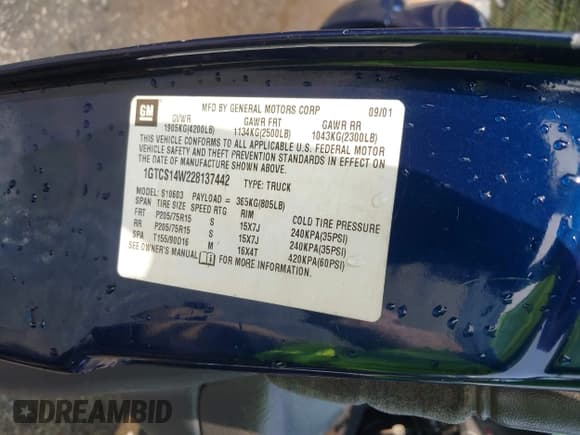 GM
MFD BY GENERAL MOTORS CORP 09/01
GVWR GAWR FRT GAWR RR
1905KG(4200LB) 1134KG(2500LB) 1043KG(2300LB)
THIS VEHICLE CONFORMS TO ALL APPLICABLE U.S. FEDERAL MOTOR
VEHICLE SAFETY AND THEFT PREVENTION STANDARDS IN EFFECT ON
THE DATE OF MANUFACTURE SHOWN ABOVE.
1GTCS14W228137442 TYPE: TRUCK
MODEL: S10603 PAYLOAD = 365KG(805LB)
SPAN TIRE SIZE SPEED RTG RIM COLD TIRE PRESSURE
FRT P205/75R15 S 15X7J 240KPA(35PSI)
RR P205/75R15 S 15X7J 240KPA(35PSI)
SPA T155/90D16 M 16X4T 420KPA(60PSI)
SEE OWNER'S MANUAL FOR MORE INFORMATION.
DREAMBID